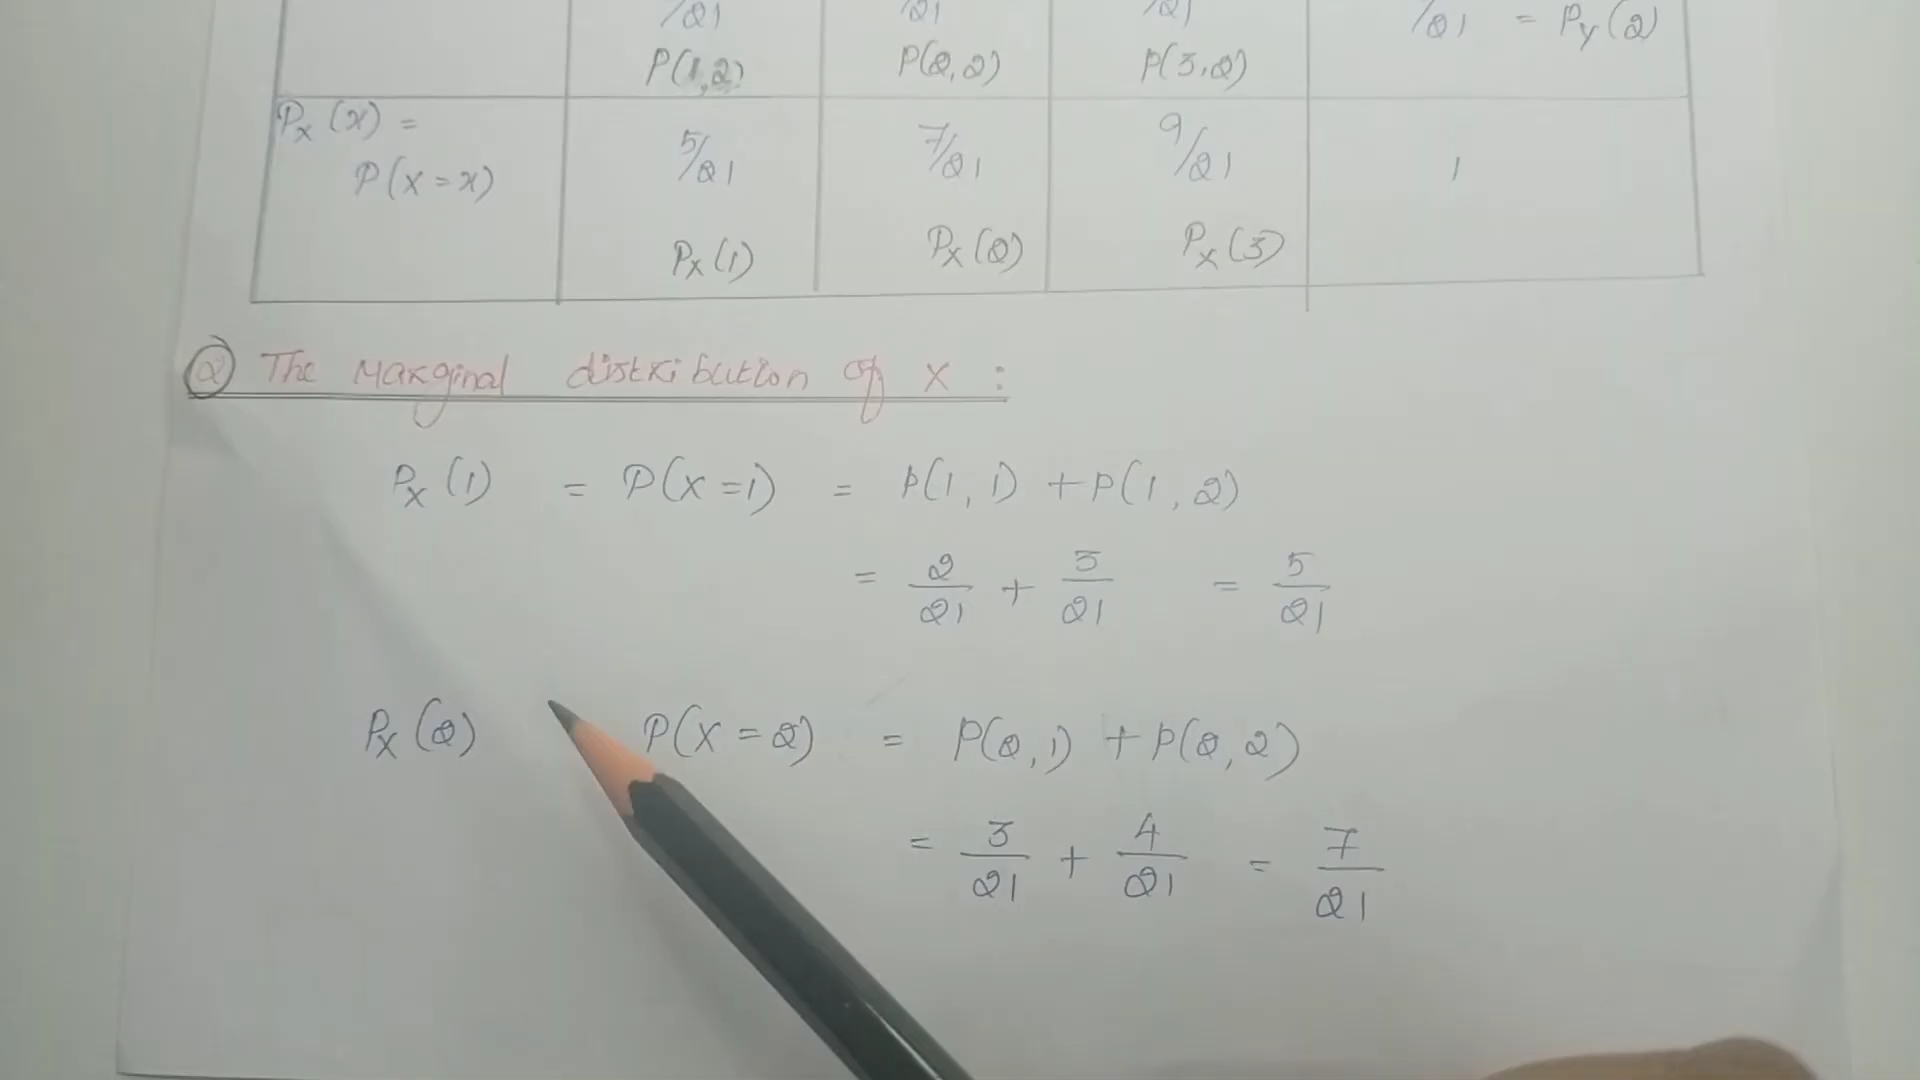 /21 /21 /21 /21 = Py(2)
P(1,2) P(2,2) P(3,2)
Px(x) = 5/21 7/21 9/21 1
P(X=x)
Px(1) Px(2) Px(3)
② The Marginal distribution of X :
Px(1) = P(X=1) = P(1,1) + P(1,2)
= 2/21 + 3/21 = 5/21
Px(2) P(X=2) = P(2,1) + P(2,2)
= 3/21 + 4/21 = 7/21